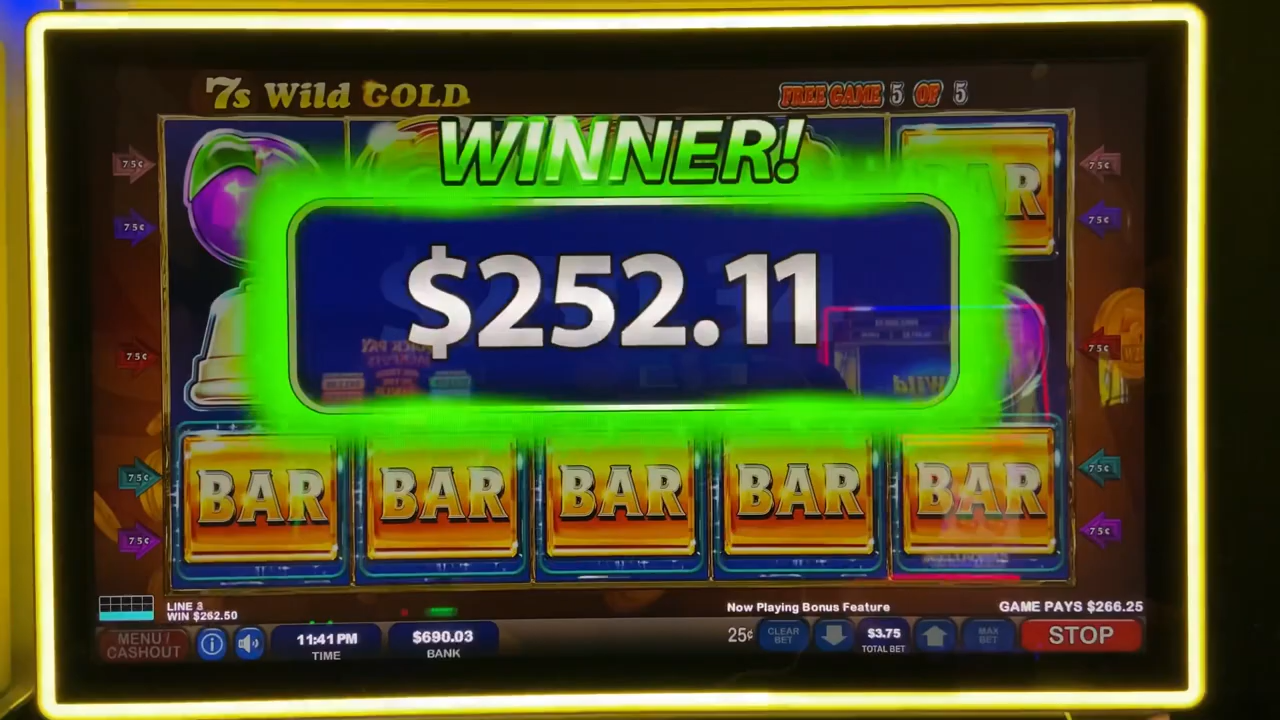 7s Wild GOLD
FREE GAME 5 OF 5
WINNER!
75¢
75¢
75¢
75¢
$252.11
75¢
75¢
75¢
75¢
BAR BAR BAR BAR BAR
75¢
75¢
LINE 3
WIN $262.50
Now Playing Bonus Feature
GAME PAYS $266.25
MENU /
CASHOUT
11:41 PM
TIME
$690.03
BANK
25¢
CLEAR
BET
$3.75
TOTAL BET
MAX
BET
STOP